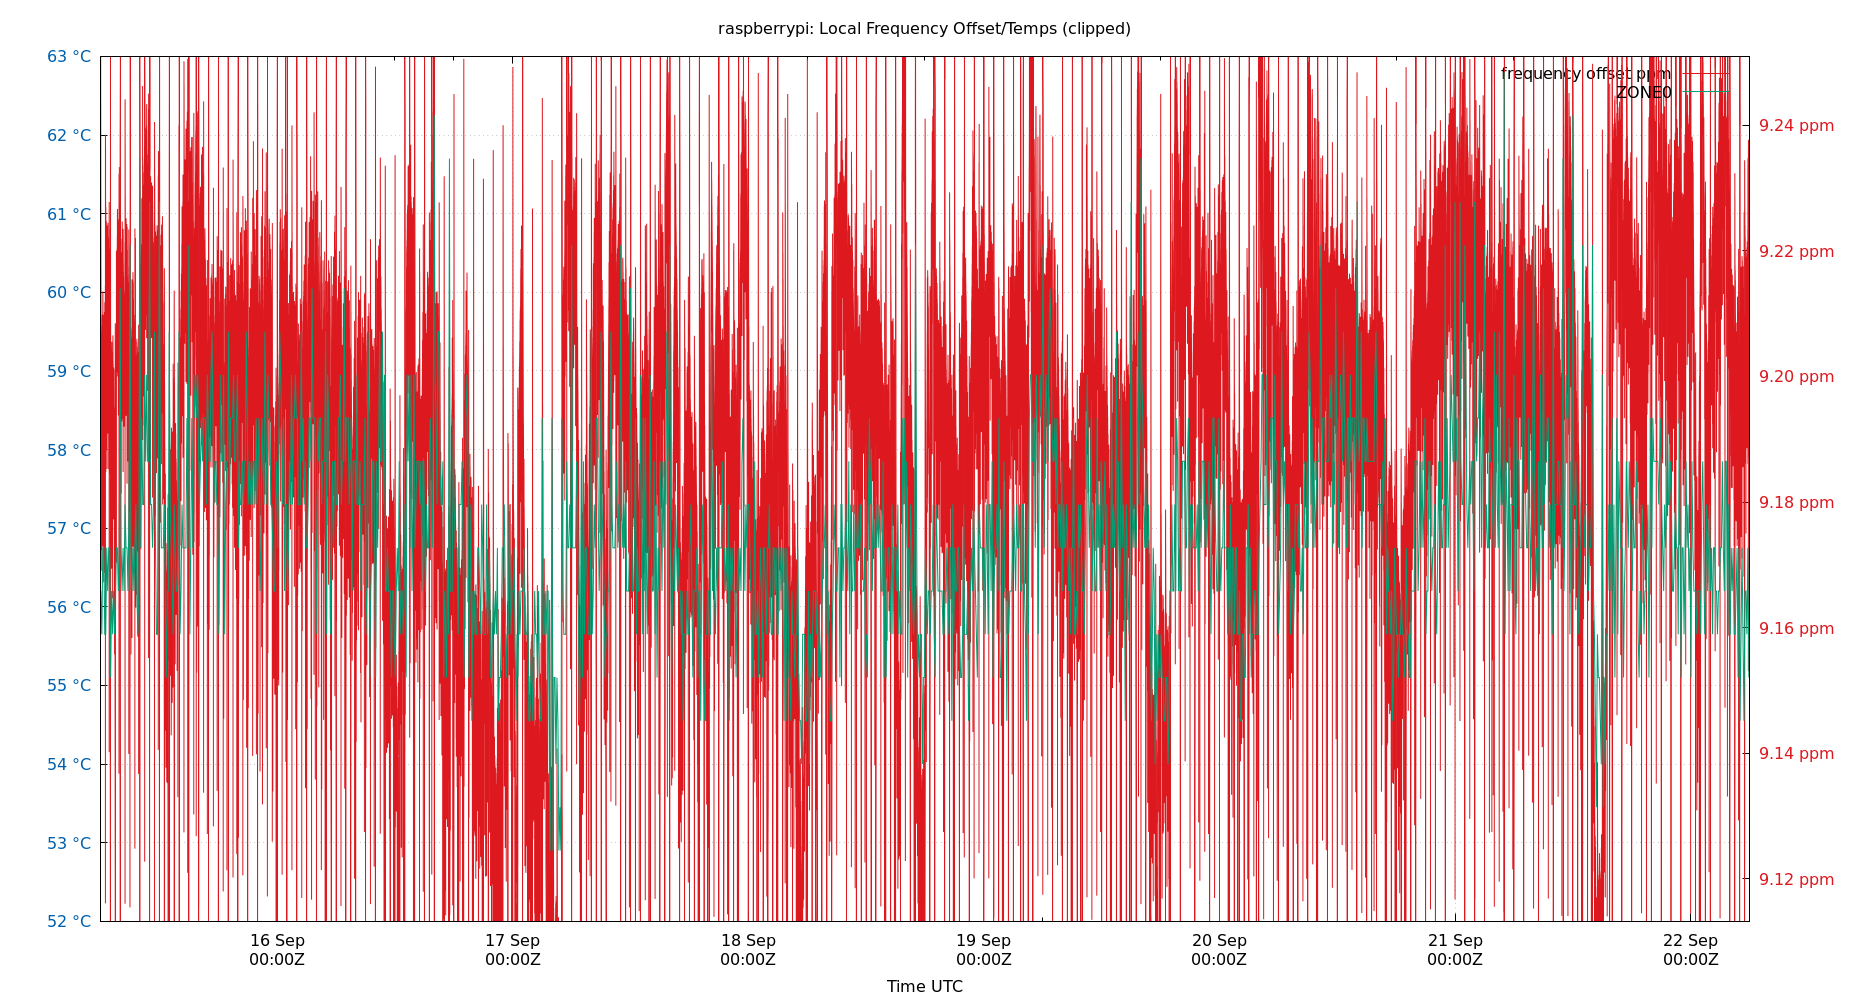 raspberrypi: Local Frequency Offset/Temps (clipped)
63 °C
62 °C
61 °C
60 °C
59 °C
58 °C
57 °C
56 °C
55 °C
54 °C
53 °C
52 °C
frequency offset ppm
ZONE0
9.24 ppm
9.22 ppm
9.20 ppm
9.18 ppm
9.16 ppm
9.14 ppm
9.12 ppm
16 Sep 17 Sep 18 Sep 19 Sep 20 Sep 21 Sep 22 Sep
00:00Z 00:00Z 00:00Z 00:00Z 00:00Z 00:00Z 00:00Z
Time UTC